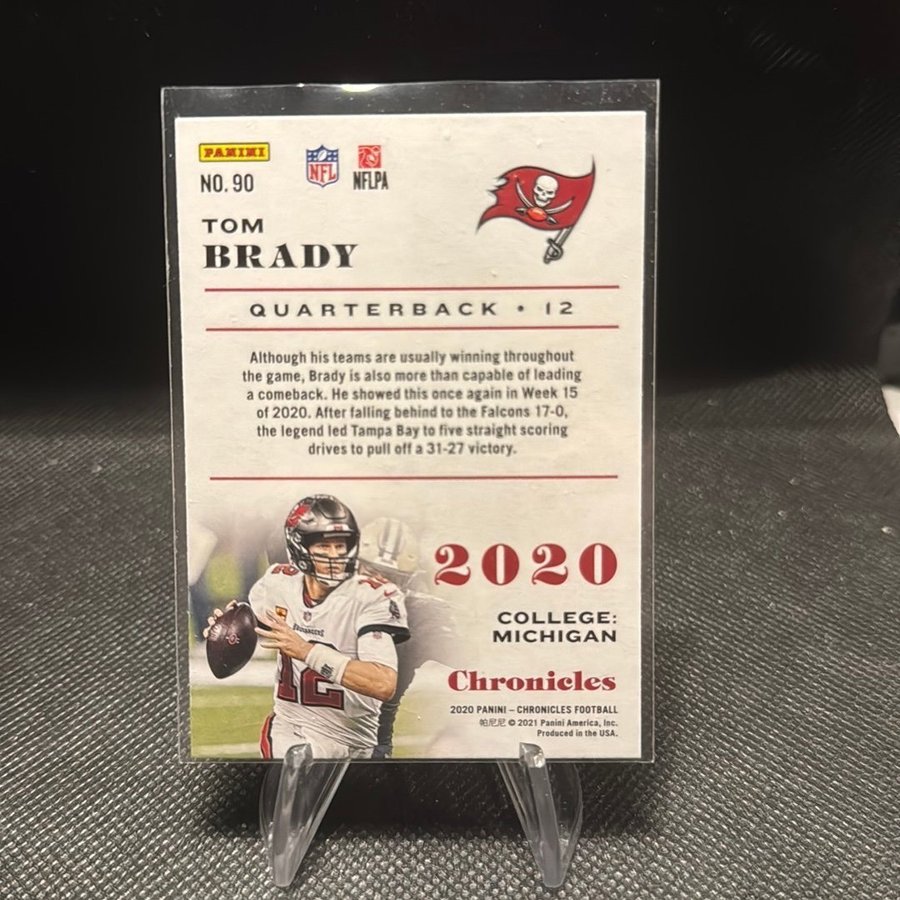 PANINI
NFL
NFLPA
NO. 90
TOM
BRADY
QUARTERBACK • 12
Although his teams are usually winning throughout
the game, Brady is also more than capable of leading
a comeback. He showed this once again in Week 15
of 2020. After falling behind to the Falcons 17-0,
the legend led Tampa Bay to five straight scoring
drives to pull off a 31-27 victory.
2020
COLLEGE:
MICHIGAN
BUCCANEERS
12
12
Chronicles
2020 PANINI – CHRONICLES FOOTBALL
帕尼尼 © 2021 Panini America, Inc.
Produced in the USA.